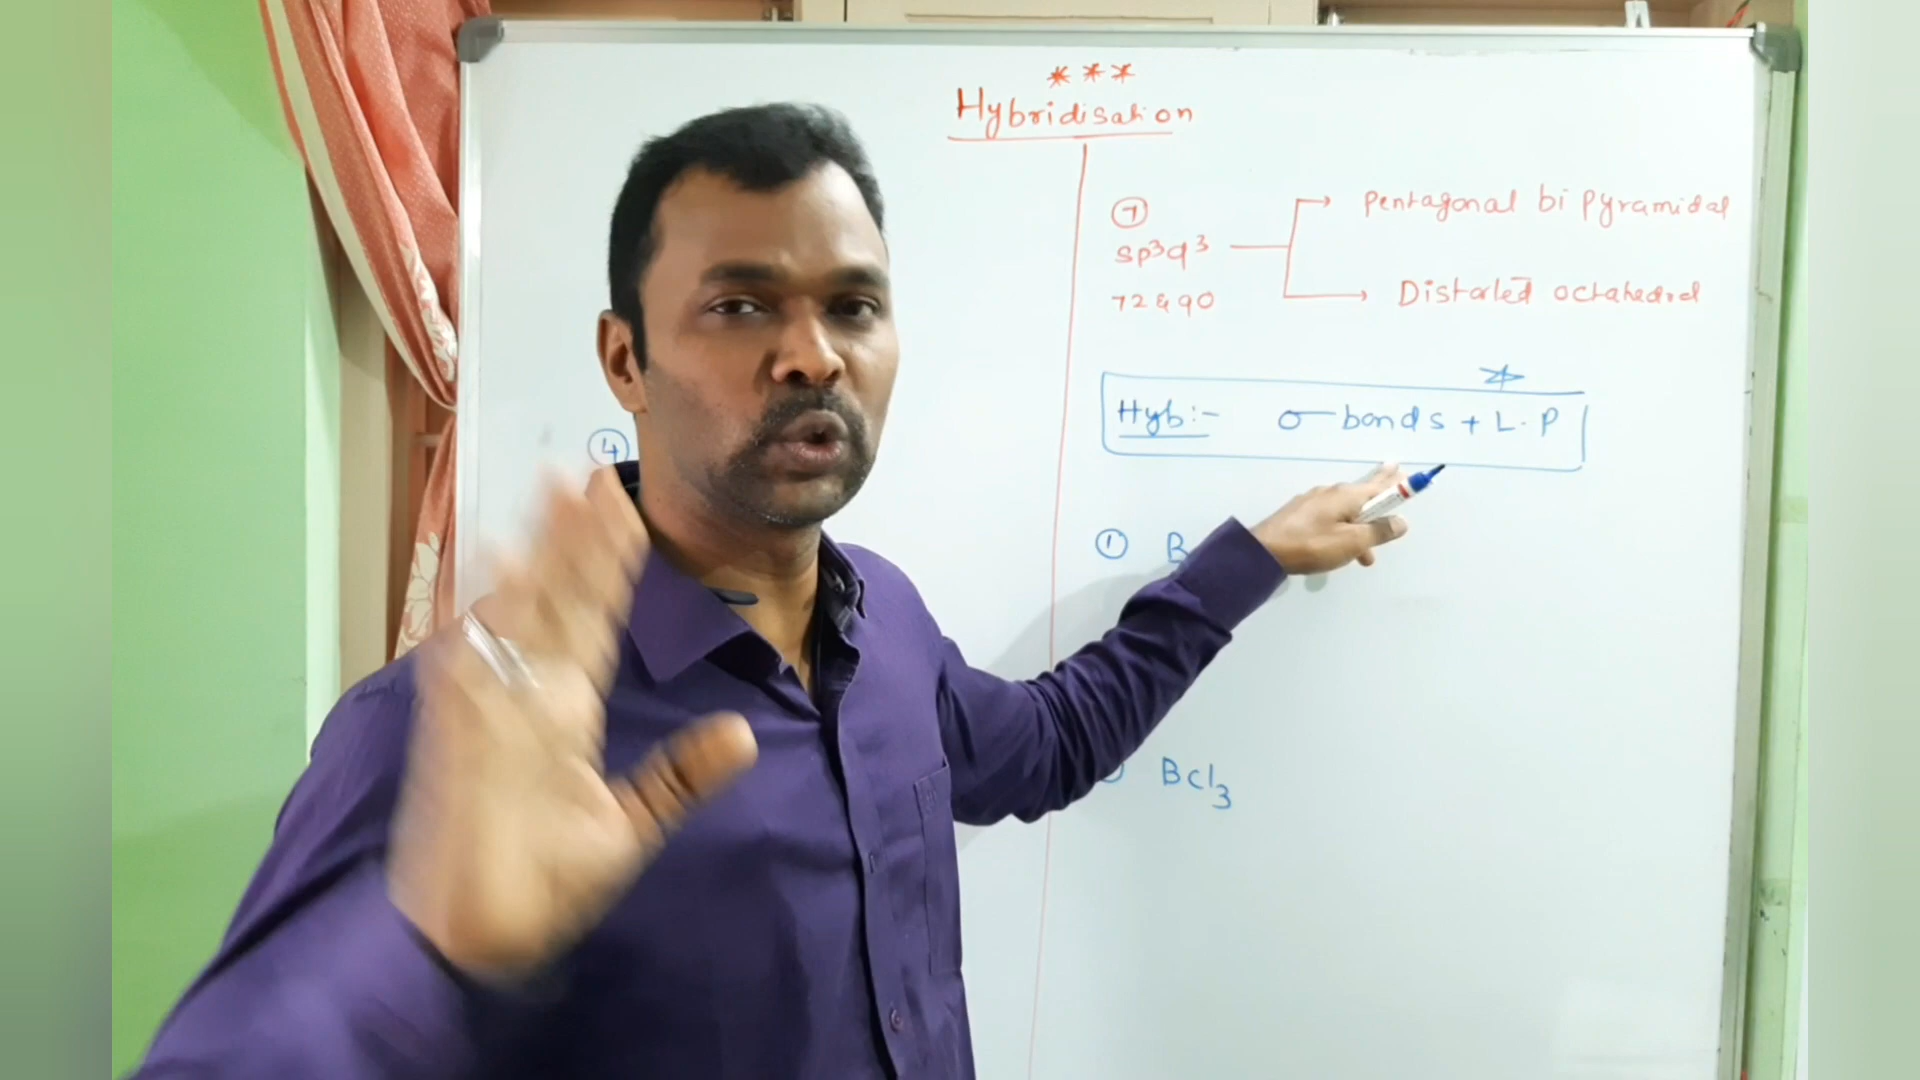 ***
Hybridisation
7
sp³d³
72 & 90
Pentagonal bi pyramidal
Distorted octahedral
Hyb:- σ-bonds + L.P
4
① B
BCl₃